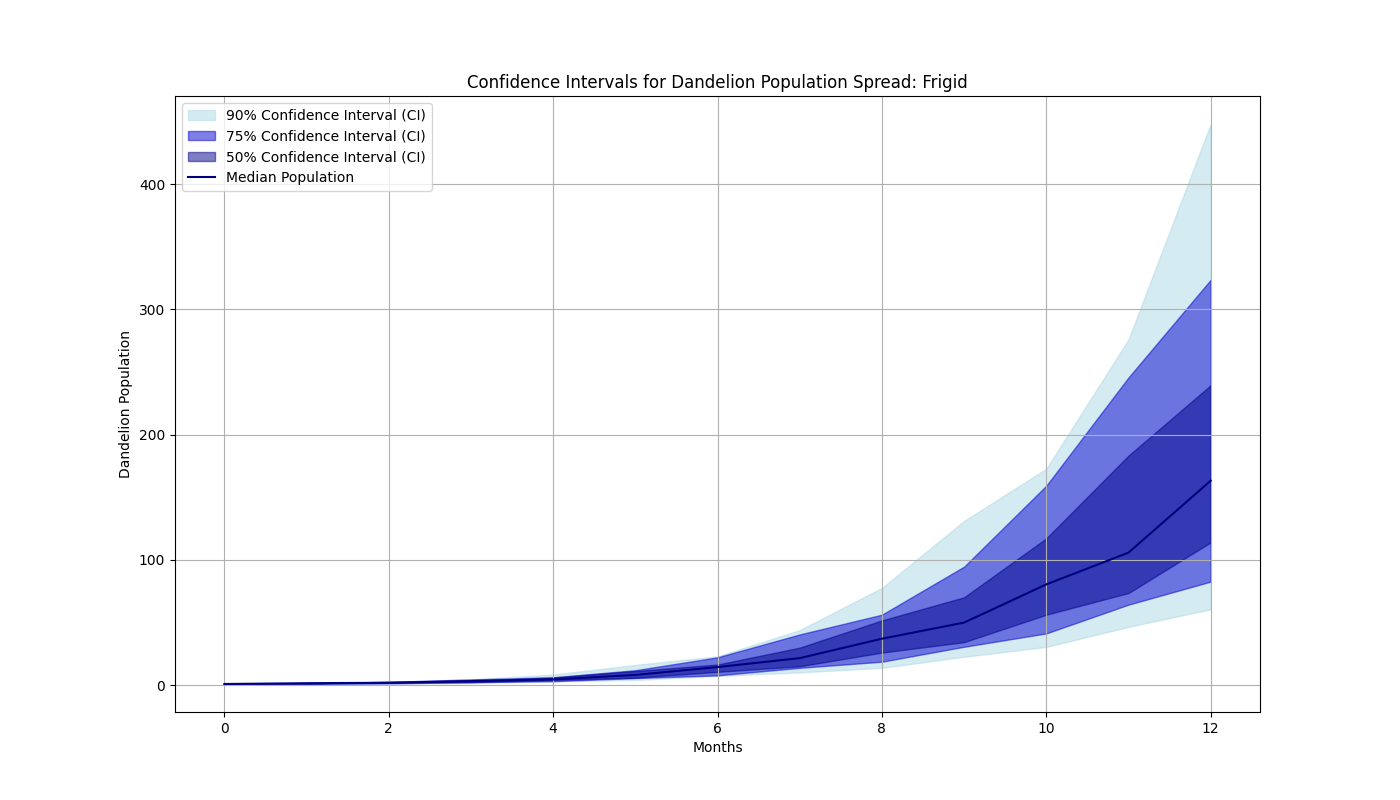 Confidence Intervals for Dandelion Population Spread: Frigid
90% Confidence Interval (CI)
75% Confidence Interval (CI)
50% Confidence Interval (CI)
Median Population
400
300
200
100
0
Dandelion Population
0 2 4 6 8 10 12
Months